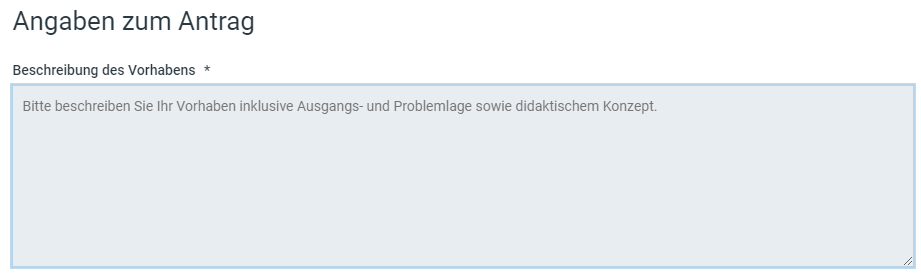 Angaben zum Antrag
Beschreibung des Vorhabens *
Bitte beschreiben Sie Ihr Vorhaben inklusive Ausgangs- und Problemlage sowie didaktischem Konzept.